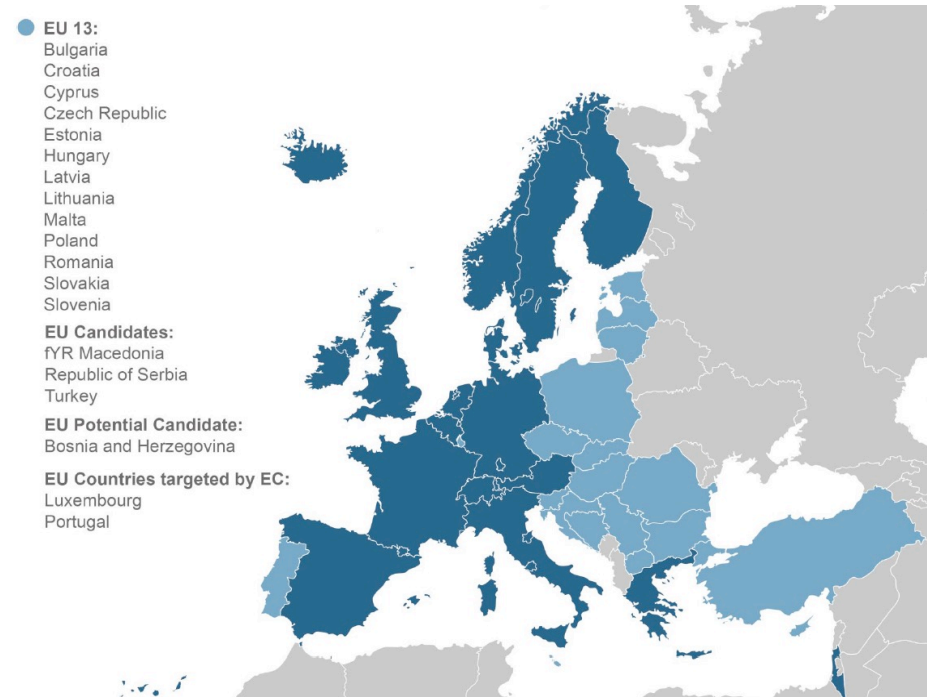 EU 13:
Bulgaria
Croatia
Cyprus
Czech Republic
Estonia
Hungary
Latvia
Lithuania
Malta
Poland
Romania
Slovakia
Slovenia
EU Candidates:
fYR Macedonia
Republic of Serbia
Turkey
EU Potential Candidate:
Bosnia and Herzegovina
EU Countries targeted by EC:
Luxembourg
Portugal